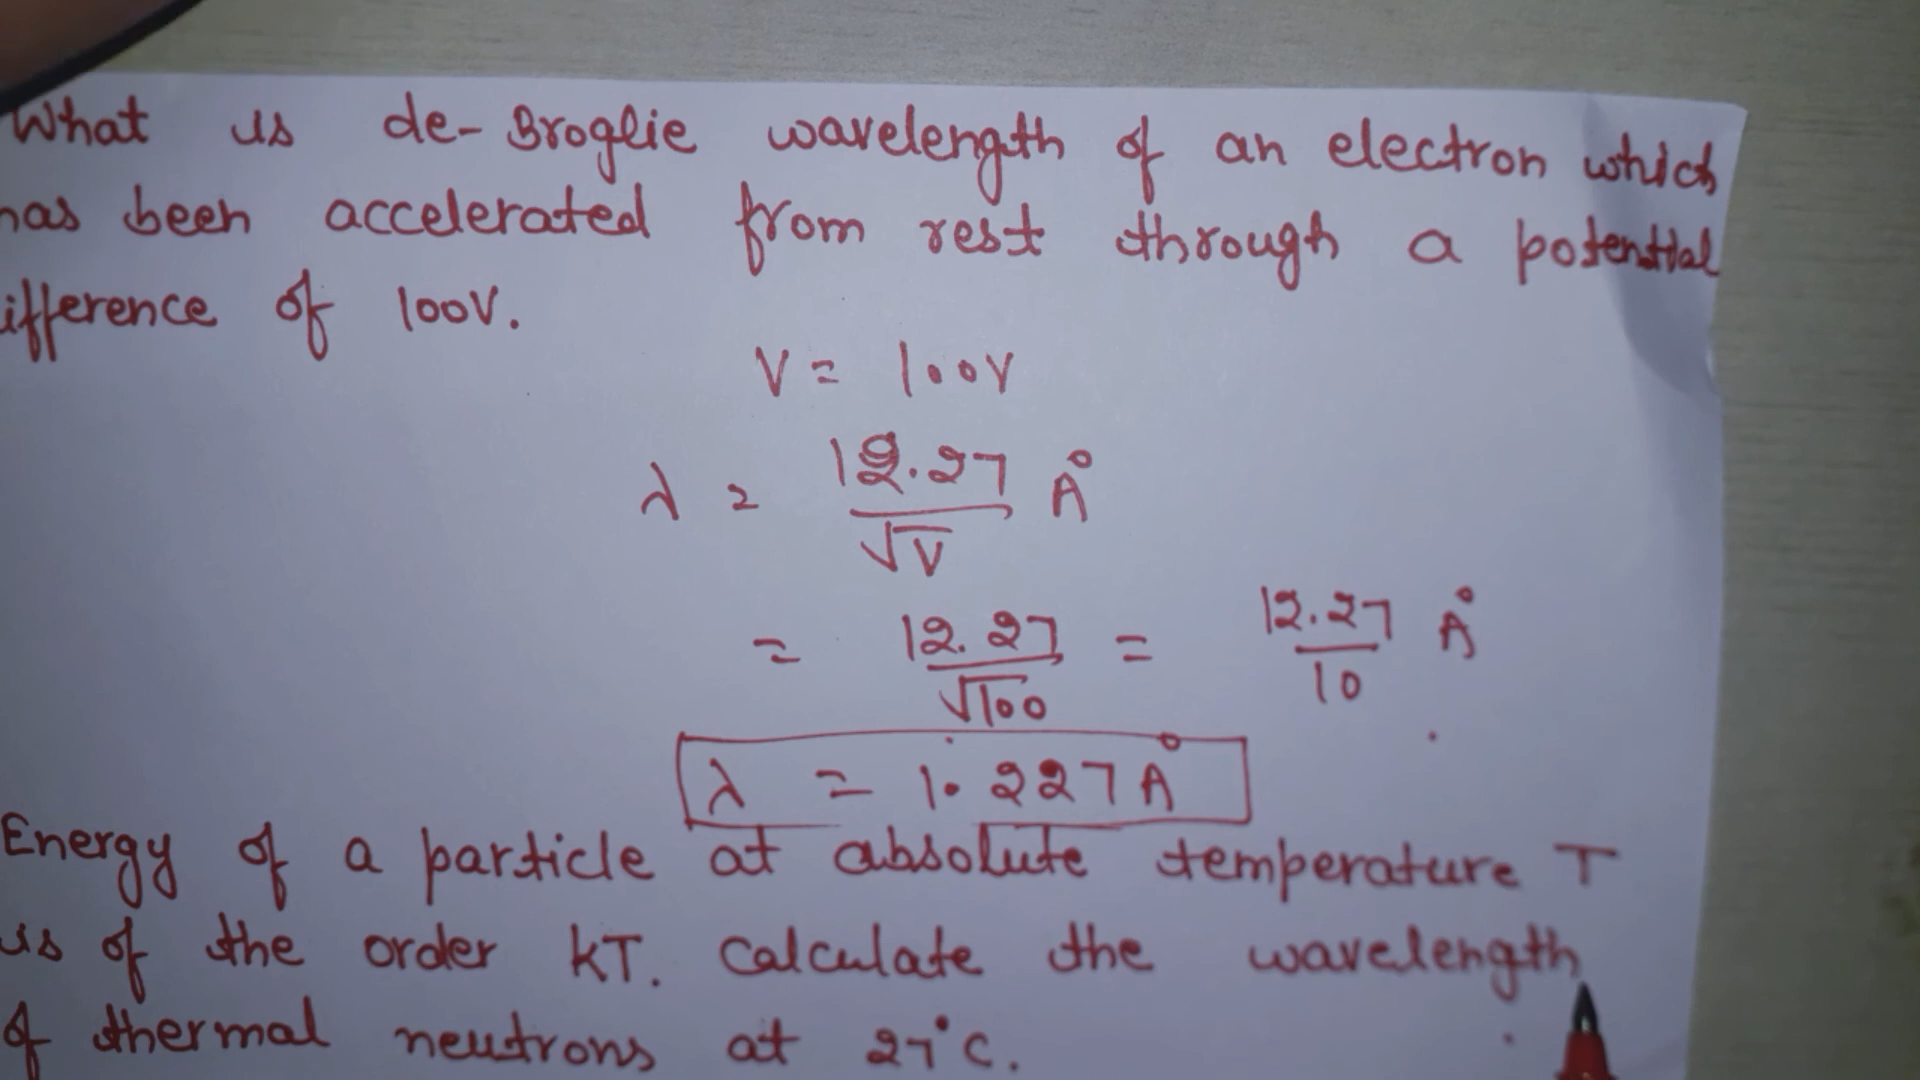 What is de-Broglie wavelength of an electron which
has been accelerated from rest through a potential
ifference of 100V.
V = 100V
λ = 12.27 / √V Å
= 12.27 / √100 = 12.27 / 10 Å
λ = 1.227 Å
Energy of a particle at absolute temperature T
is of the order kT. Calculate the wavelength
of thermal neutrons at 27°C.